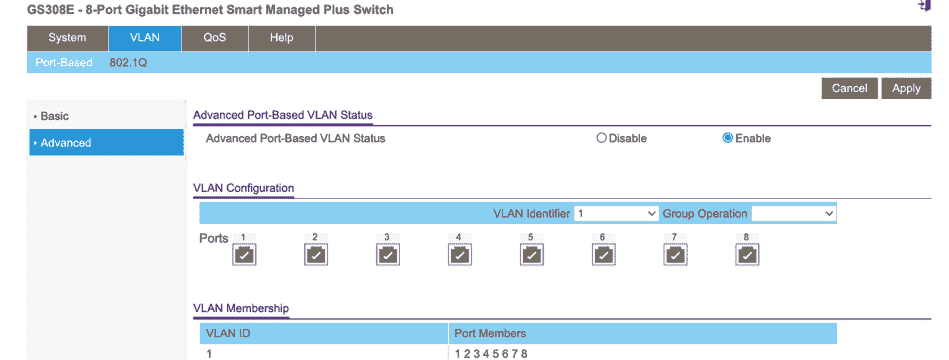 GS308E - 8-Port Gigabit Ethernet Smart Managed Plus Switch
System VLAN QoS Help
Port-Based 802.1Q
Cancel Apply
• Basic
• Advanced
Advanced Port-Based VLAN Status
Advanced Port-Based VLAN Status Disable Enable
VLAN Configuration
VLAN Identifier 1 Group Operation
Ports 1 2 3 4 5 6 7 8
VLAN Membership
VLAN ID Port Members
1 1 2 3 4 5 6 7 8